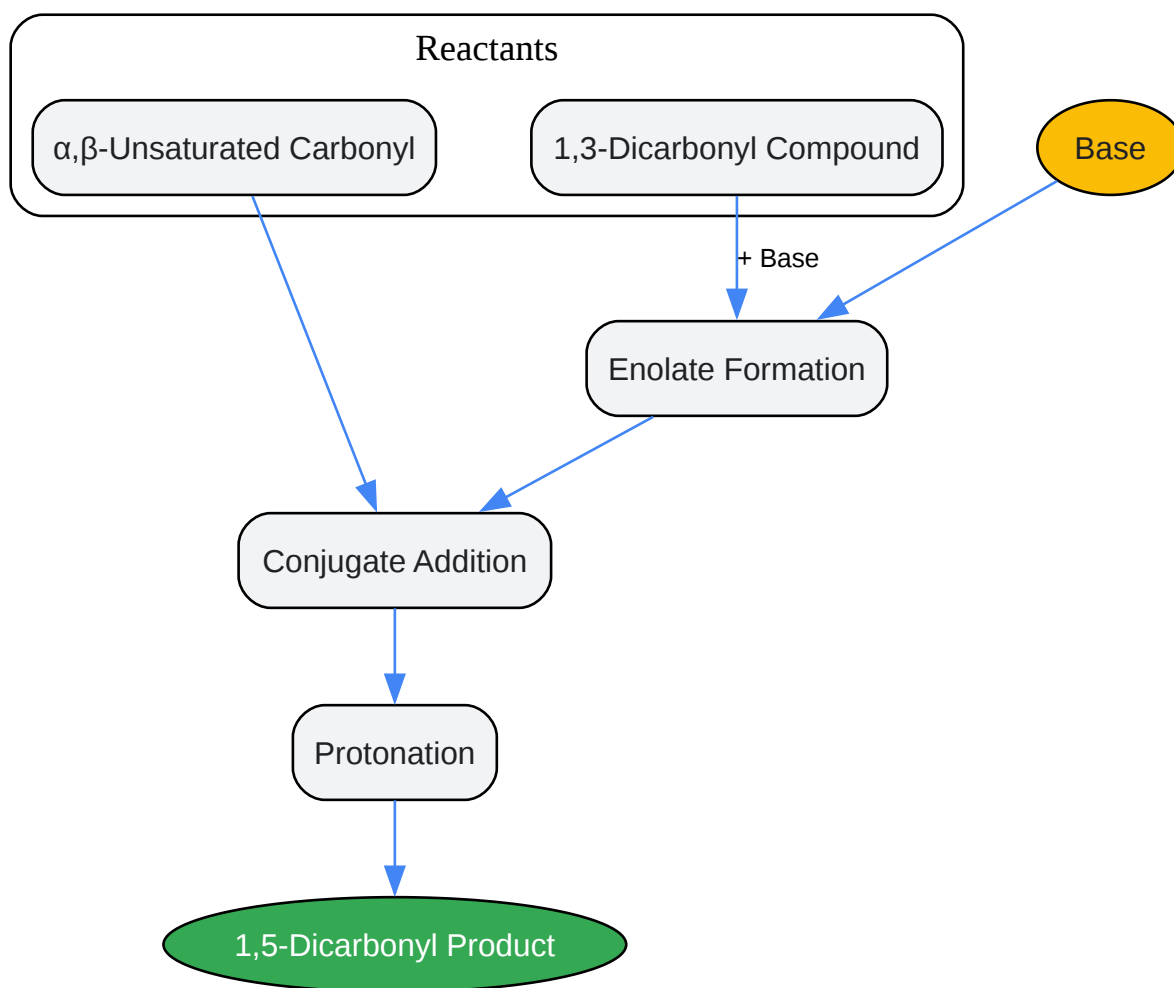 Reactants
α,β-Unsaturated Carbonyl
1,3-Dicarbonyl Compound
Base
+ Base
Enolate Formation
Conjugate Addition
Protonation
1,5-Dicarbonyl Product